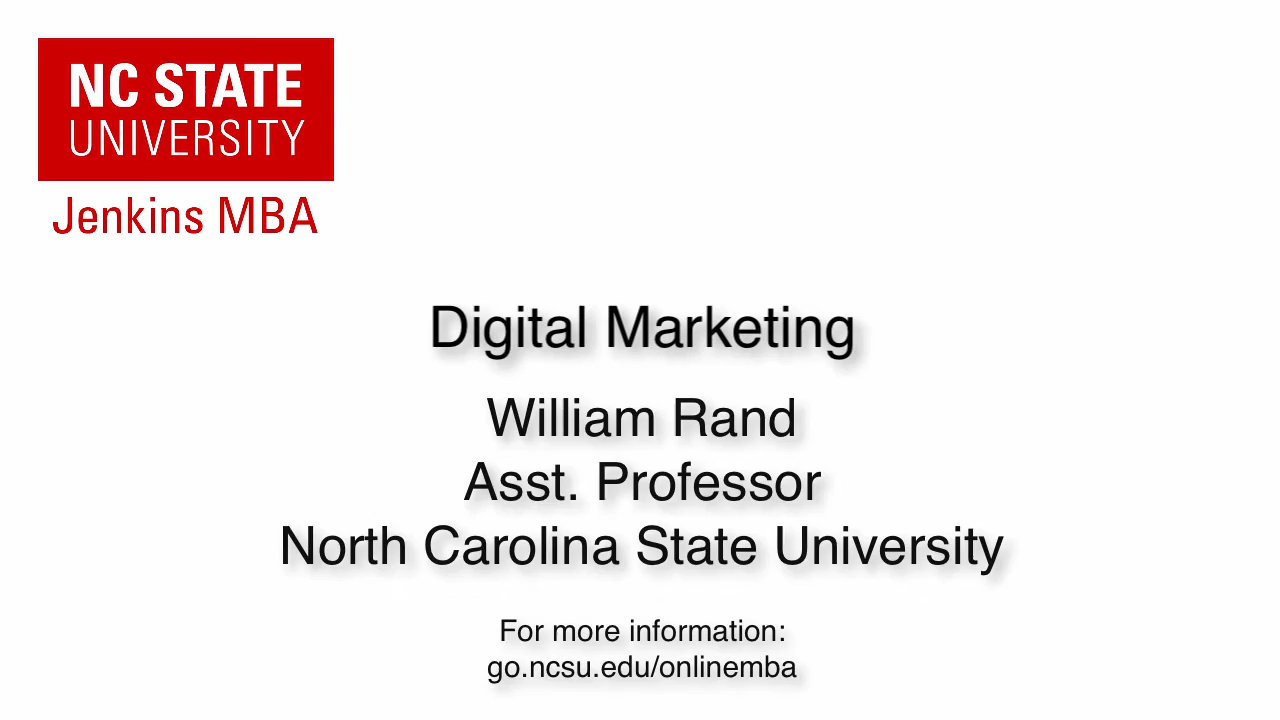 NC STATE
UNIVERSITY
Jenkins MBA
Digital Marketing
William Rand
Asst. Professor
North Carolina State University
For more information:
go.ncsu.edu/onlinemba